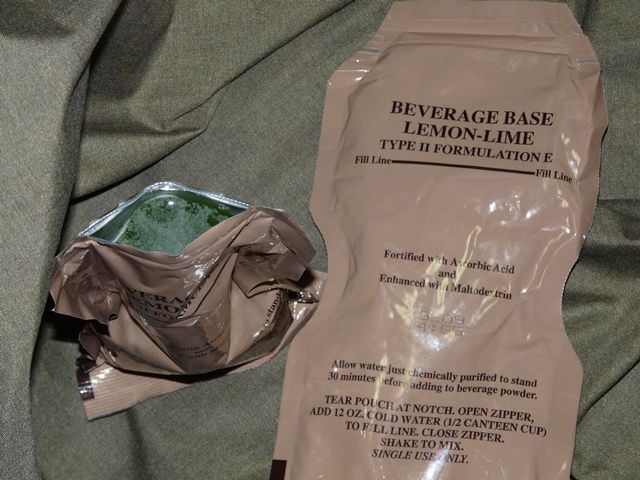 BEVERAGE BASE
LEMON-LIME
TYPE II FORMULATION E
Fill Line Fill Line
Fortified with Ascorbic Acid
and
Enhanced with Maltodextrin
Allow water just chemically purified to stand
30 minutes before adding to beverage powder.
TEAR POUCH AT NOTCH. OPEN ZIPPER,
ADD 12 OZ. COLD WATER (1/2 CANTEEN CUP)
TO FILL LINE. CLOSE ZIPPER.
SHAKE TO MIX.
SINGLE USE ONLY.